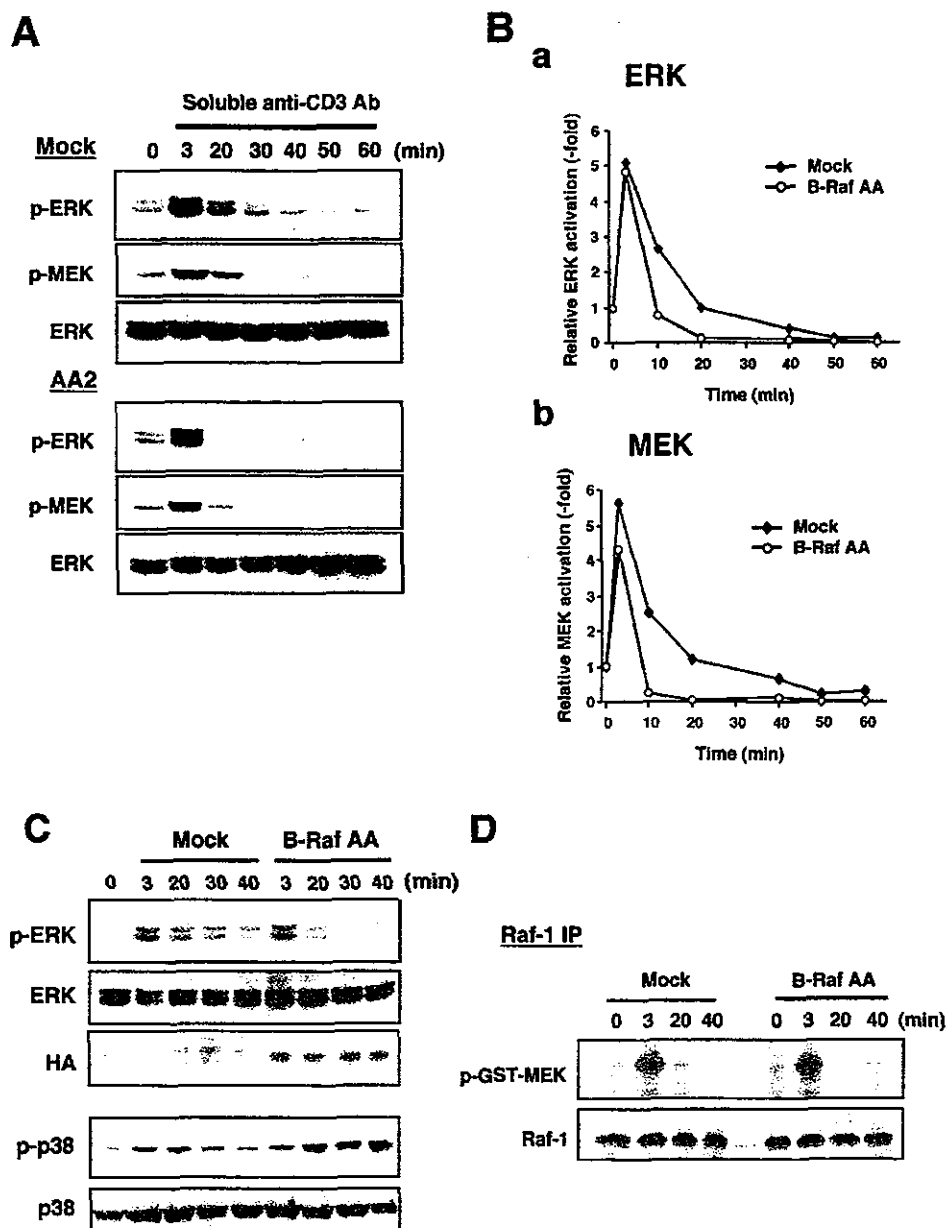 A
Soluble anti-CD3 Ab
Mock
0 3 20 30 40 50 60 (min)
p-ERK
p-MEK
ERK
AA2
p-ERK
p-MEK
ERK
B
a
ERK
Relative ERK activation (-fold)
6
5
4
3
2
1
0
0 10 20 30 40 50 60
Time (min)
Mock
B-Raf AA
b
MEK
Relative MEK activation (-fold)
6
5
4
3
2
1
0
0 10 20 30 40 50 60
Time (min)
Mock
B-Raf AA
C
Mock B-Raf AA
0 3 20 30 40 3 20 30 40 (min)
p-ERK
ERK
HA
p-p38
p38
D
Raf-1 IP
Mock B-Raf AA
0 3 20 40 0 3 20 40 (min)
p-GST-MEK
Raf-1